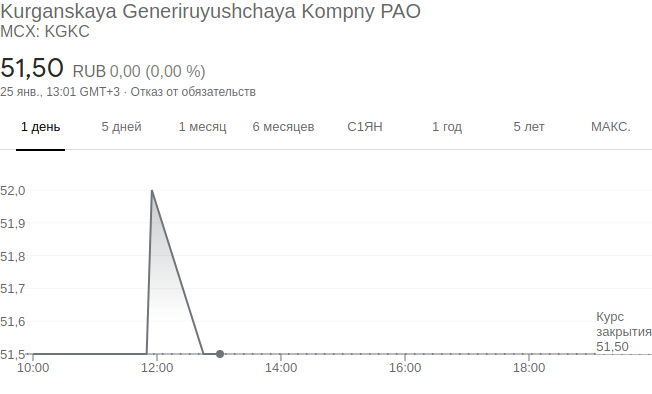 Kurganskaya Generiruyushchaya Kompny PAO
MCX: KGKC
51,50 RUB 0,00 (0,00 %)
25 янв., 13:01 GMT+3 · Отказ от обязательств
1 день 5 дней 1 месяц 6 месяцев С1ЯН 1 год 5 лет МАКС.
52,0
51,9
51,8
51,7
51,6
51,5
Курс
закрытия
51,50
10:00 12:00 14:00 16:00 18:00